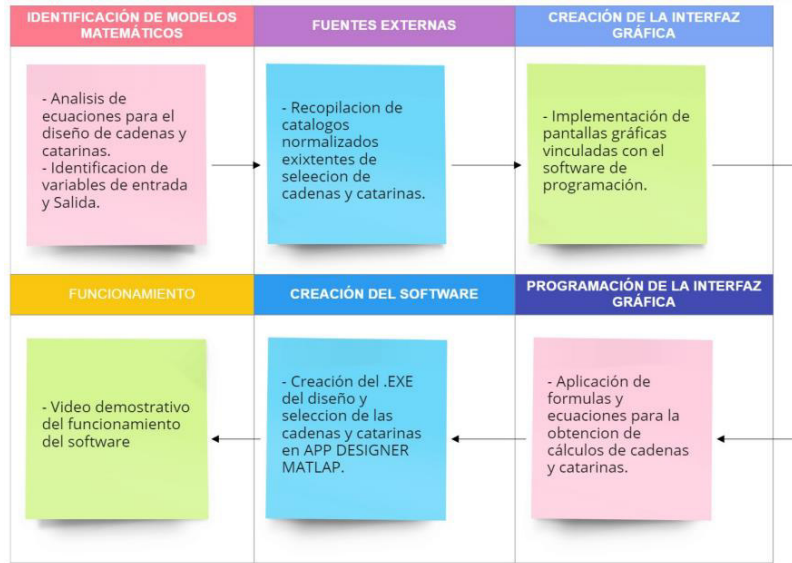 IDENTIFICACIÓN DE MODELOS
MATEMÁTICOS
FUENTES EXTERNAS
CREACIÓN DE LA INTERFAZ
GRÁFICA
- Analisis de
ecuaciones para el
diseño de cadenas y
catarinas.
- Identificacion de
variables de entrada
y Salida.
- Recopilacion de
catalogos
normalizados
exixtentes de
seleecion de
cadenas y catarinas.
- Implementación de
pantallas gráficas
vinculadas con el
software de
programación.
FUNCIONAMIENTO
CREACIÓN DEL SOFTWARE
PROGRAMACIÓN DE LA INTERFAZ
GRÁFICA
- Video demostrativo
del funcionamiento
del software
- Creación del .EXE
del diseño y
seleccion de las
cadenas y catarinas
en APP DESIGNER
MATLAP.
- Aplicación de
formulas y
ecuaciones para la
obtencion de
cálculos de cadenas
y catarinas.